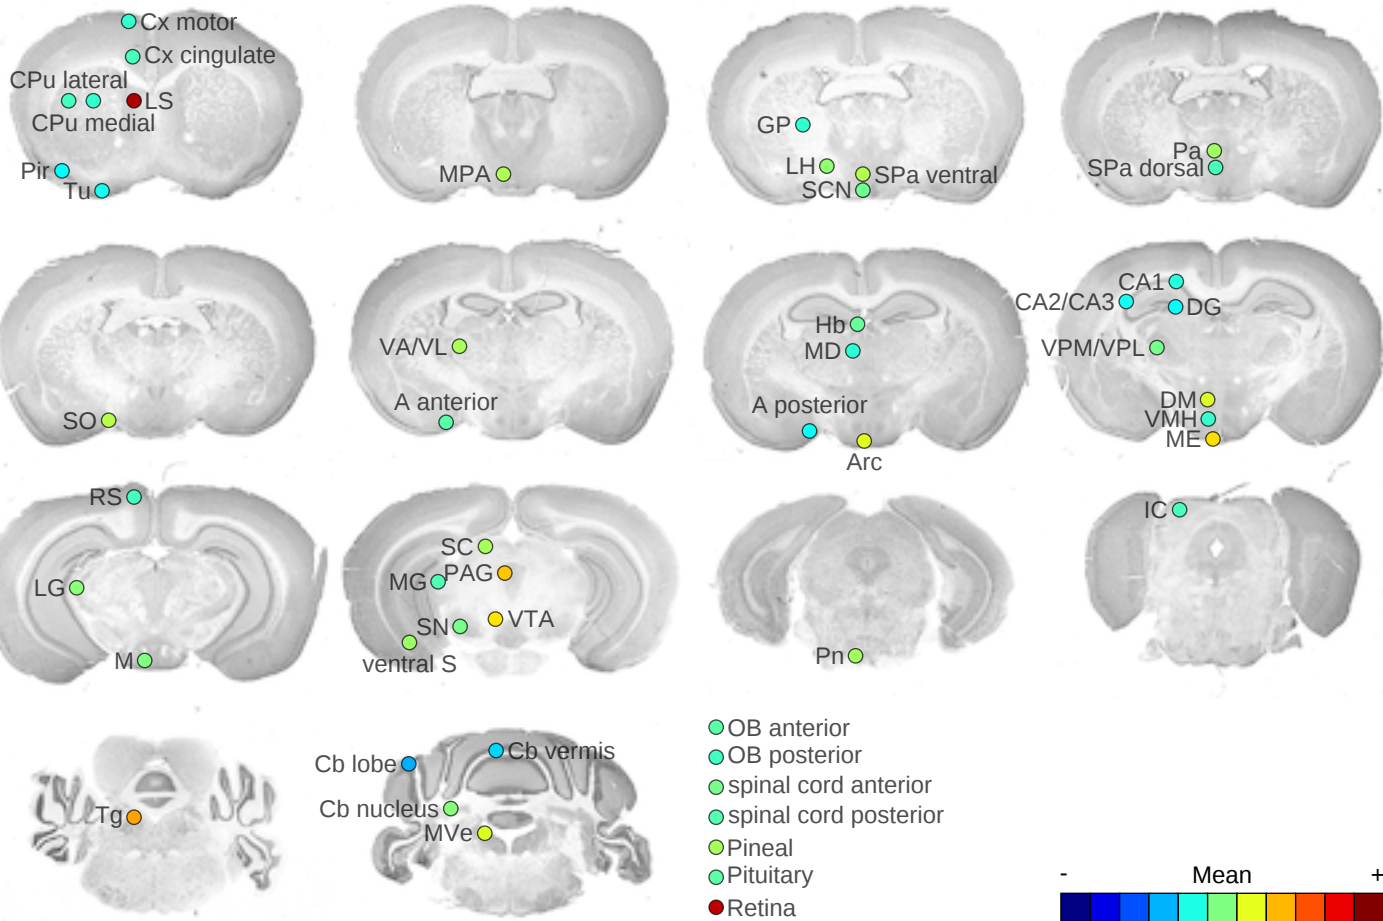 Cx motor
Cx cingulate
CPu lateral
LS
CPu medial
Pir
Tu
MPA
GP
LH
SPa ventral
SCN
Pa
SPa dorsal
SO
VA/VL
A anterior
Hb
MD
A posterior
Arc
CA1
CA2/CA3
DG
VPM/VPL
DM
VMH
ME
RS
LG
M
SC
PAG
MG
VTA
SN
ventral S
Pn
IC
Tg
Cb vermis
Cb lobe
Cb nucleus
MVe
OB anterior
OB posterior
spinal cord anterior
spinal cord posterior
Pineal
Pituitary
Retina
- Mean +